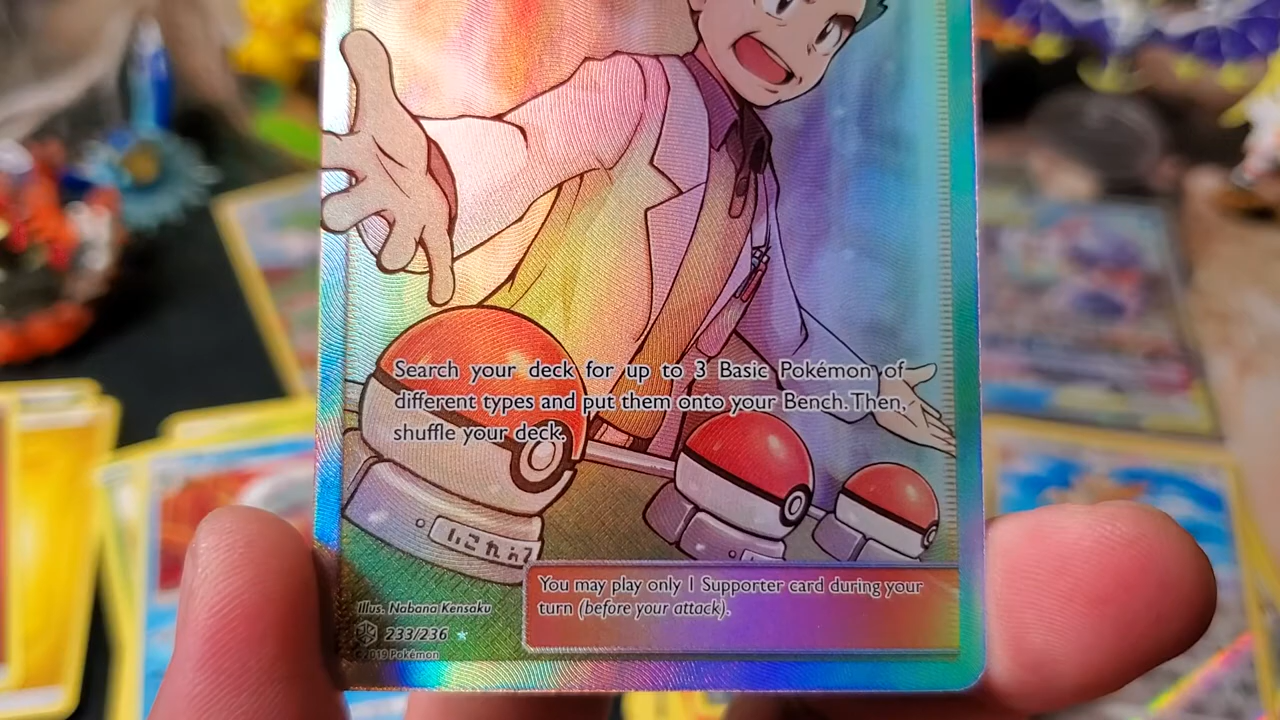 Search your deck for up to 3 Basic Pokémon of
different types and put them onto your Bench. Then,
shuffle your deck.
You may play only 1 Supporter card during your
turn (before your attack).
Illus. Nabana Kensaku
233/236
©2019 Pokémon